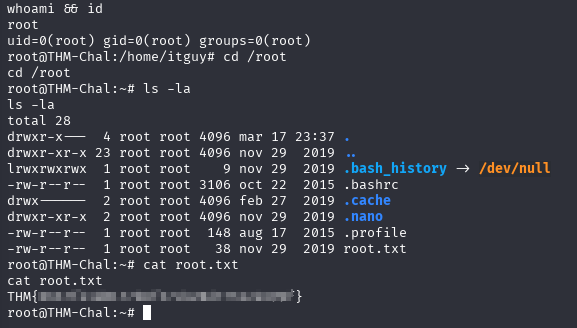 whoami && id
root
uid=0(root) gid=0(root) groups=0(root)
root@THM-Chal:/home/itguy# cd /root
cd /root
root@THM-Chal:~# ls -la
ls -la
total 28
drwxr-x---  4 root root 4096 mar 17 23:37 .
drwxr-xr-x 23 root root 4096 nov 29  2019 ..
lrwxrwxrwx  1 root root    9 nov 29  2019 .bash_history -> /dev/null
-rw-r--r--  1 root root 3106 oct 22  2015 .bashrc
drwx------  2 root root 4096 feb 27  2019 .cache
drwxr-xr-x  2 root root 4096 nov 29  2019 .nano
-rw-r--r--  1 root root  148 aug 17  2015 .profile
-rw-r--r--  1 root root   38 nov 29  2019 root.txt
root@THM-Chal:~# cat root.txt
cat root.txt
THM{}
root@THM-Chal:~#